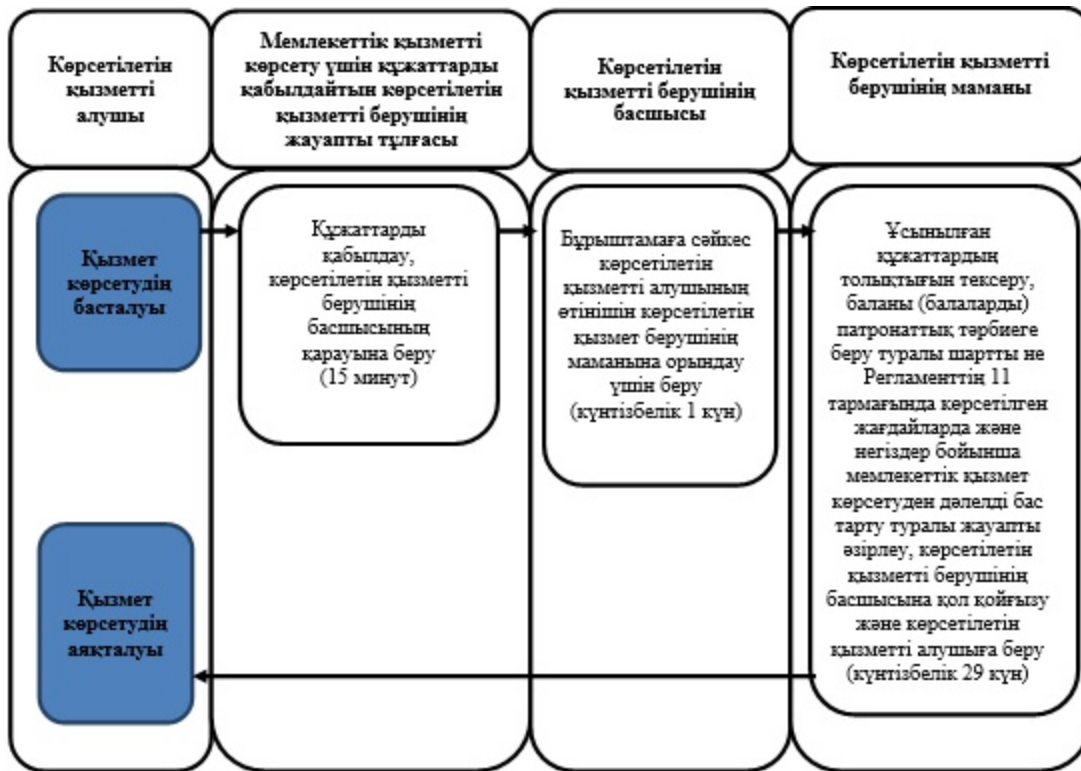 Көрсетілетін
қызметті
алушы
Мемлекеттік қызметті
көрсету үшін құжаттарды
қабылдайтын көрсетілетін
қызметті берушінің
жауапты тұлғасы
Көрсетілетін
қызметті берушінің
басшысы
Көрсетілетін қызметті
берушінің маманы
Қызмет
көрсетудің
басталуы
Құжаттарды
қабылдау,
көрсетілетін қызметті
берушінің
басшысының
қарауына беру
(15 минут)
Бұрыштамаға сәйкес
көрсетілетін
қызметті алушының
өтінішін көрсетілетін
қызмет берушінің
маманына орындау
үшін беру
(күнтізбелік 1 күн)
Ұсынылған
құжаттардың
толықтығын тексеру,
баланы (балаларды)
патронаттық тәрбиеге
беру туралы шартты не
Регламенттің 11
тармағында көрсетілген
жағдайларда және
негіздер бойынша
мемлекеттік қызмет
көрсетуден дәлелді бас
тарту туралы жауапты
әзірлеу, көрсетілетін
қызметті берушінің
басшысына қол қойғызу
және көрсетілетін
қызметті алушыға беру
(күнтізбелік 29 күн)
Қызмет
көрсетудің
аяқталуы